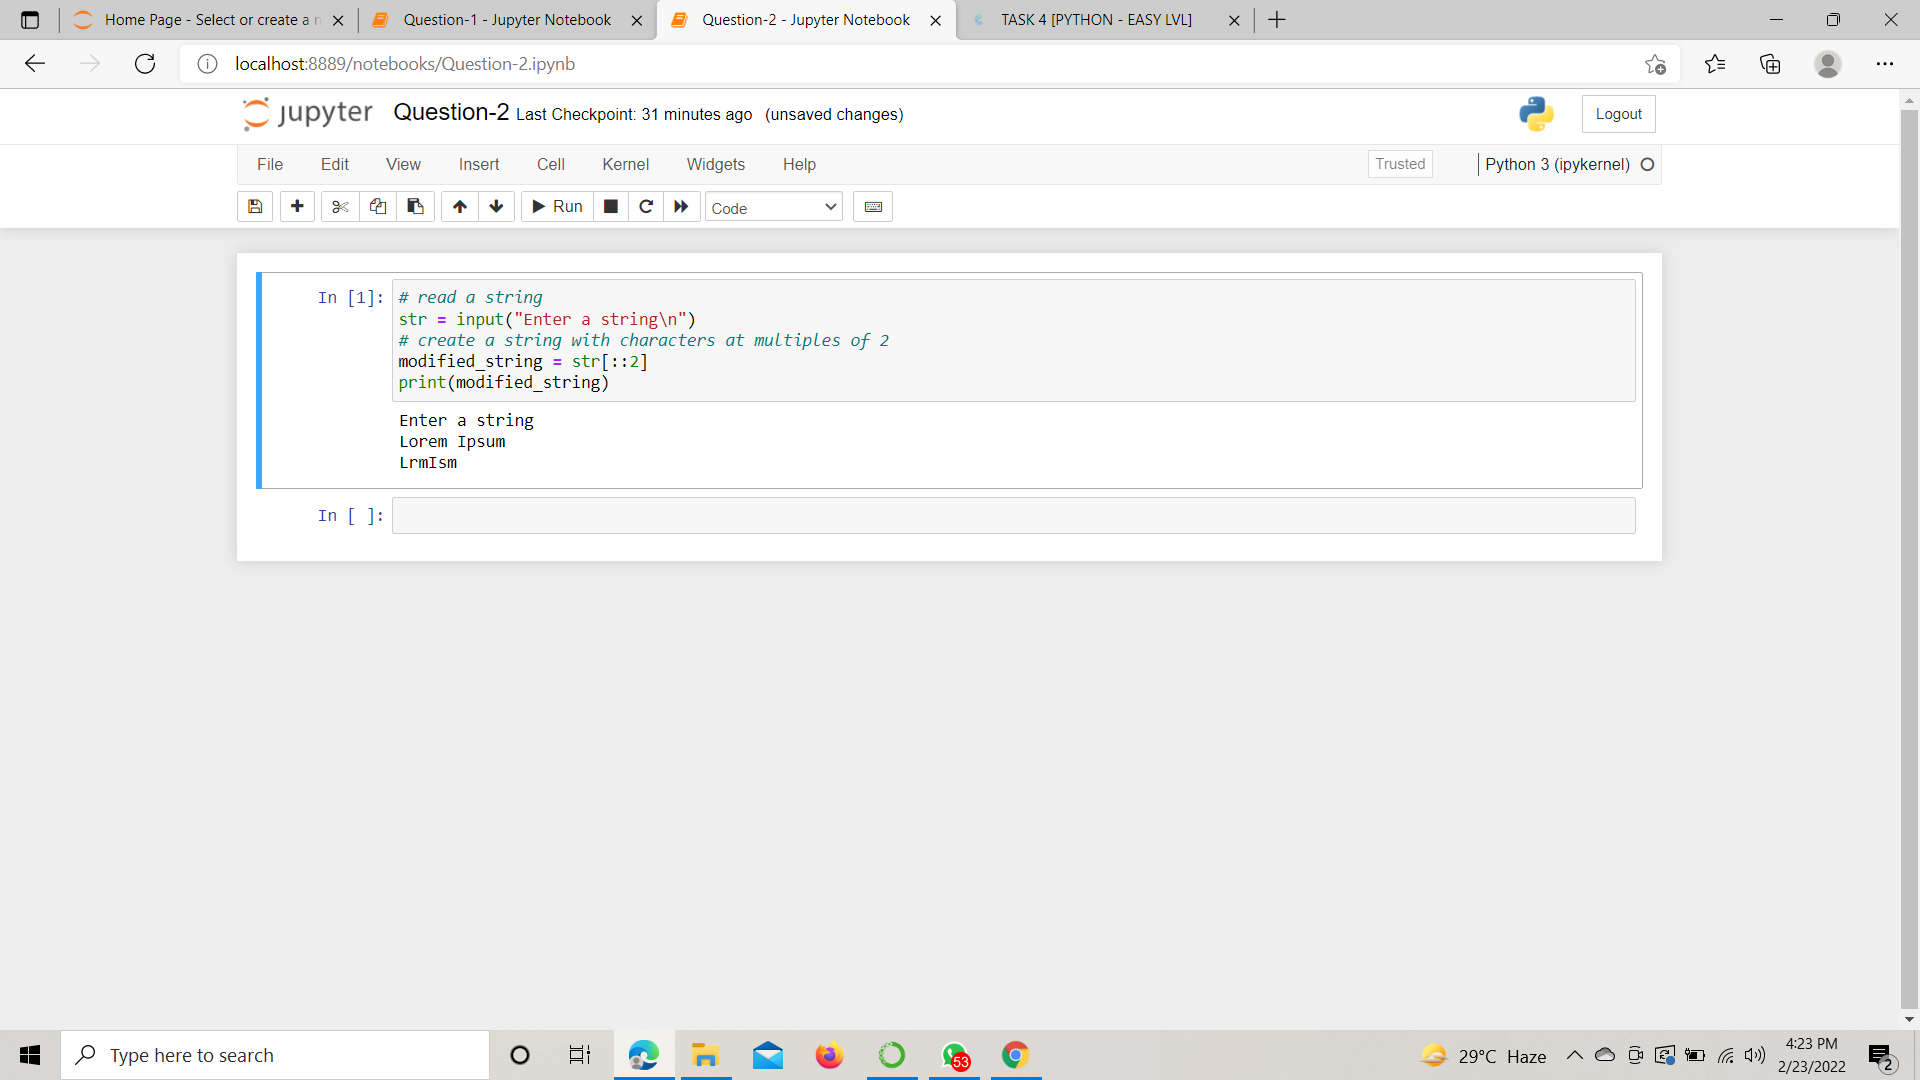 Home Page - Select or create a n
Question-1 - Jupyter Notebook
Question-2 - Jupyter Notebook
TASK 4 [PYTHON - EASY LVL]
localhost:8889/notebooks/Question-2.ipynb
jupyter Question-2 Last Checkpoint: 31 minutes ago (unsaved changes)
Logout
File Edit View Insert Cell Kernel Widgets Help
Trusted
Python 3 (ipykernel)
Run
Code
In [1]:
# read a string
str = input("Enter a string\n")
# create a string with characters at multiples of 2
modified_string = str[::2]
print(modified_string)
Enter a string
Lorem Ipsum
LrmIsm
In [ ]:
Type here to search
53
29°C Haze
4:23 PM
2/23/2022
2